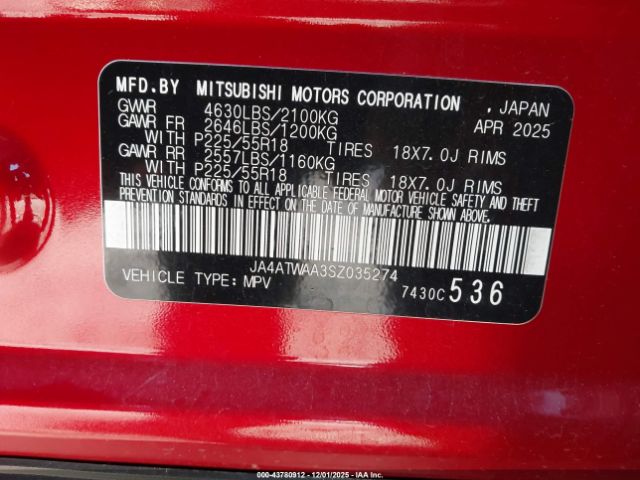 MFD.BY MITSUBISHI MOTORS CORPORATION , JAPAN
GVWR 4630LBS/2100KG APR 2025
GAWR FR 2646LBS/1200KG
WITH P225/55R18 TIRES 18X7.0J RIMS
GAWR RR 2557LBS/1160KG
WITH P225/55R18 TIRES 18X7.0J RIMS
THIS VEHICLE CONFORMS TO ALL APPLICABLE FEDERAL MOTOR VEHICLE SAFETY AND THEFT
PREVENTION STANDARDS IN EFFECT ON THE DATE OF MANUFACTURE SHOWN ABOVE.
JA4ATWAA3SZ035274
VEHICLE TYPE: MPV
7430C 536
000-43780912 - 12/01/2025 - IAAI.COM